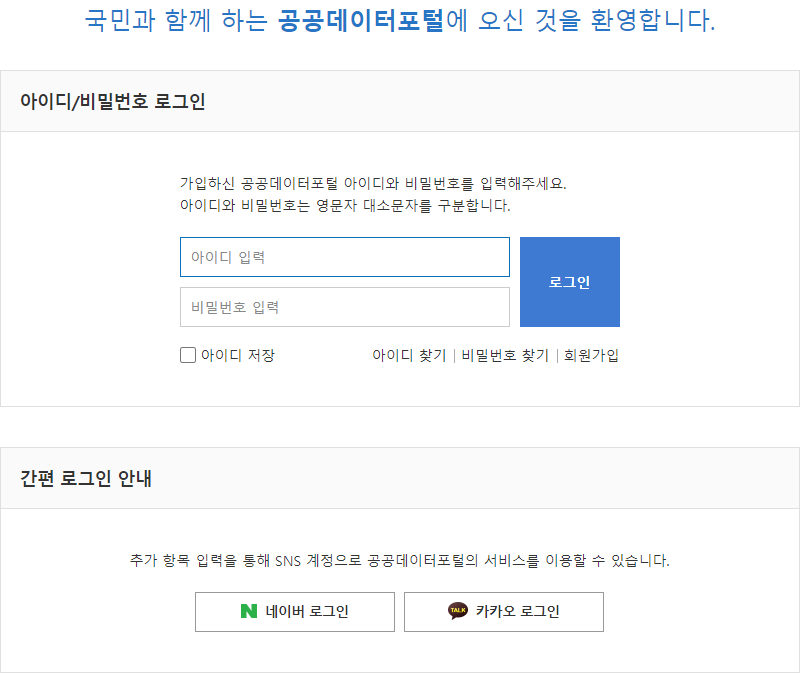 국민과 함께 하는 공공데이터포털에 오신 것을 환영합니다.
아이디/비밀번호 로그인
가입하신 공공데이터포털 아이디와 비밀번호를 입력해주세요.
아이디와 비밀번호는 영문자 대소문자를 구분합니다.
아이디 입력
로그인
비밀번호 입력
아이디 저장
아이디 찾기 | 비밀번호 찾기 | 회원가입
간편 로그인 안내
추가 항목 입력을 통해 SNS 계정으로 공공데이터포털의 서비스를 이용할 수 있습니다.
N 네이버 로그인
TALK 카카오 로그인